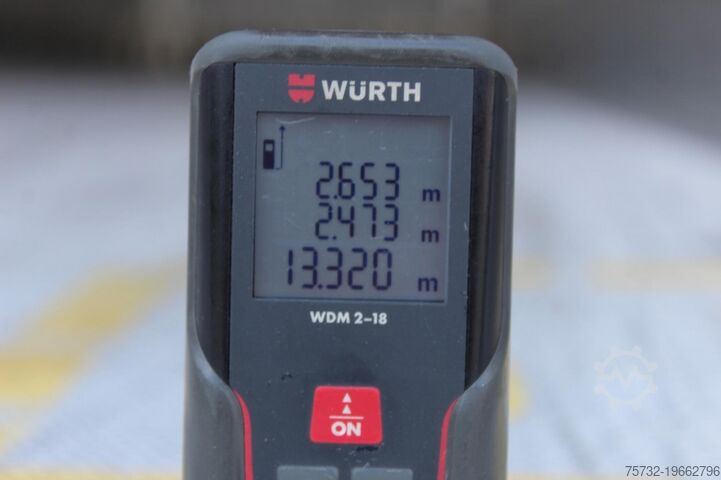 WÜRTH
2.653 m
2.473 m
13.320 m
WDM 2-18
ON
75732-19662796